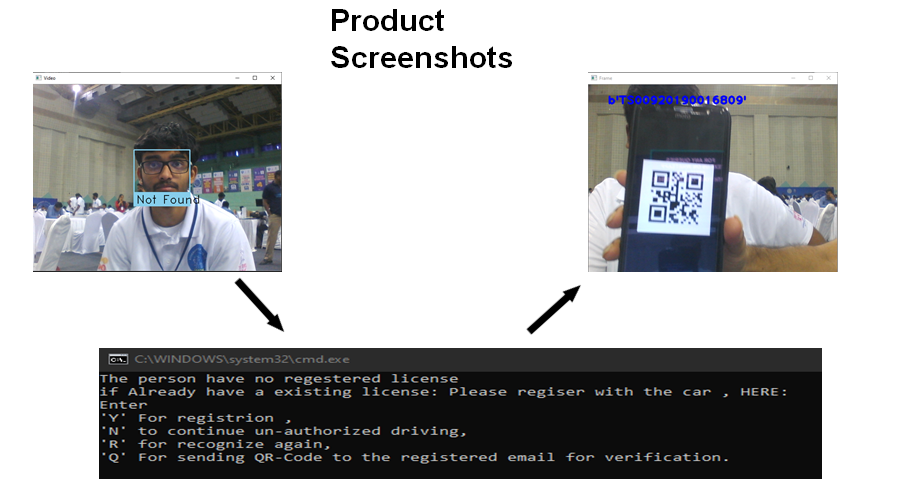 Product
Screenshots
Video
Frame
b'TS00920190016809'
Not Found
C:\WINDOWS\system32\cmd.exe
The person have no regestered license
if Already have a existing license: Please regiser with the car , HERE:
Enter
'Y' For registrion ,
'N' to continue un-authorized driving,
'R' for recognize again,
'Q' For sending QR-Code to the registered email for verification.